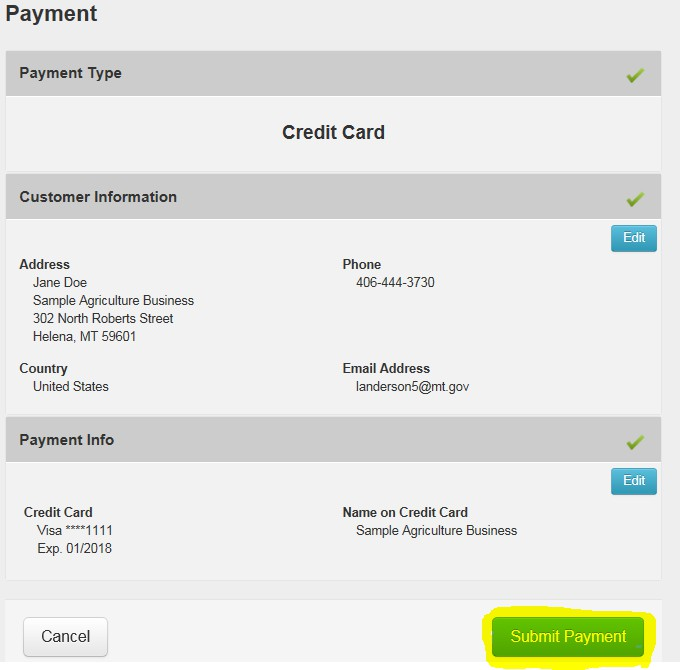 Payment
Payment Type
Credit Card
Customer Information
Edit
Address
Jane Doe
Sample Agriculture Business
302 North Roberts Street
Helena, MT 59601
Phone
406-444-3730
Country
United States
Email Address
landerson5@mt.gov
Payment Info
Edit
Credit Card
Visa ****1111
Exp. 01/2018
Name on Credit Card
Sample Agriculture Business
Cancel
Submit Payment